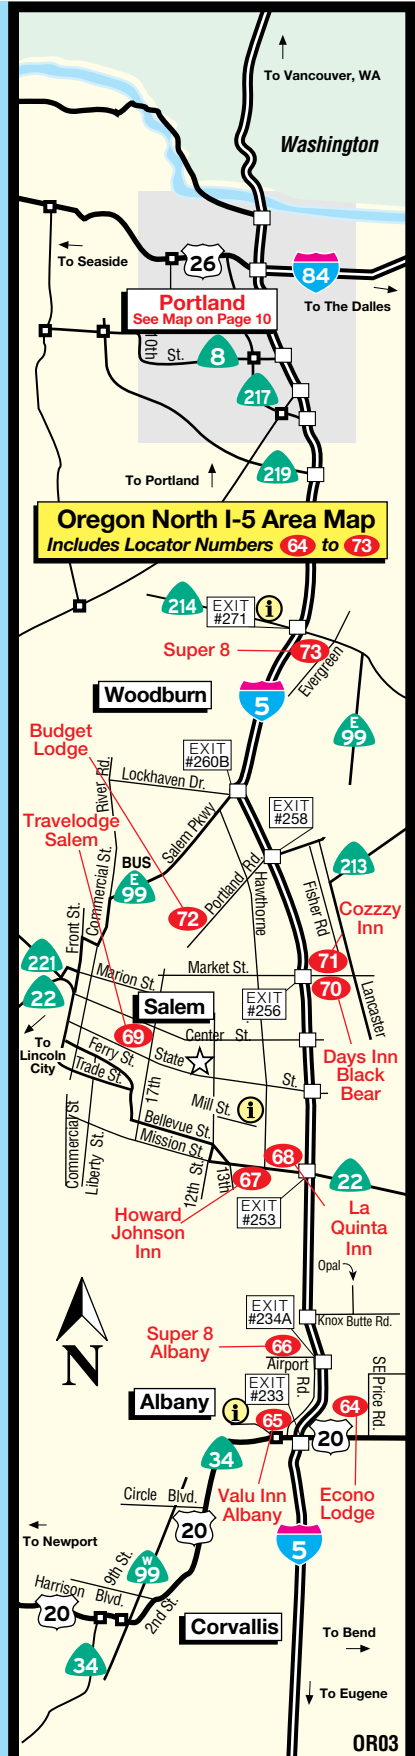 To Vancouver, WA
Washington
To Seaside
26
84
To The Dalles
Portland
See Map on Page 10
10th
St.
8
217
219
To Portland
Oregon North I-5 Area Map
Includes Locator Numbers 64 to 73
214
EXIT
#271
i
Super 8
73
Evergreen
Woodburn
5
E
99
Budget
Lodge
EXIT
#260B
River Rd.
Lockhaven Dr.
Travelodge
Salem
EXIT
#258
Salem Pkwy
Portland Rd.
Hawthorne
Commercial St.
Front St.
BUS
E
99
72
213
Fisher Rd
Cozzzy
Inn
71
221
22
Marion St.
Market St.
70
Lancaster
Salem
EXIT
#256
69
Center St.
To
Lincoln
City
Ferry St.
State
St.
Trade St.
Days Inn
Black
Bear
17th
Mill St.
i
Commercial St
Liberty St.
Bellevue St.
Mission St.
12th St.
13th
68
67
22
EXIT
#253
Howard
Johnson
Inn
La
Quinta
Inn
Opal
N
EXIT
#234A
Knox Butte Rd.
Super 8
Albany
66
Airport
Rd.
SE Price Rd.
EXIT
#233
Albany
i
65
64
20
34
Circle Blvd.
Valu Inn
Albany
Econo
Lodge
20
5
To Newport
9th St.
W
99
Harrison Blvd.
2nd St.
20
Corvallis
34
To Bend
To Eugene
OR03